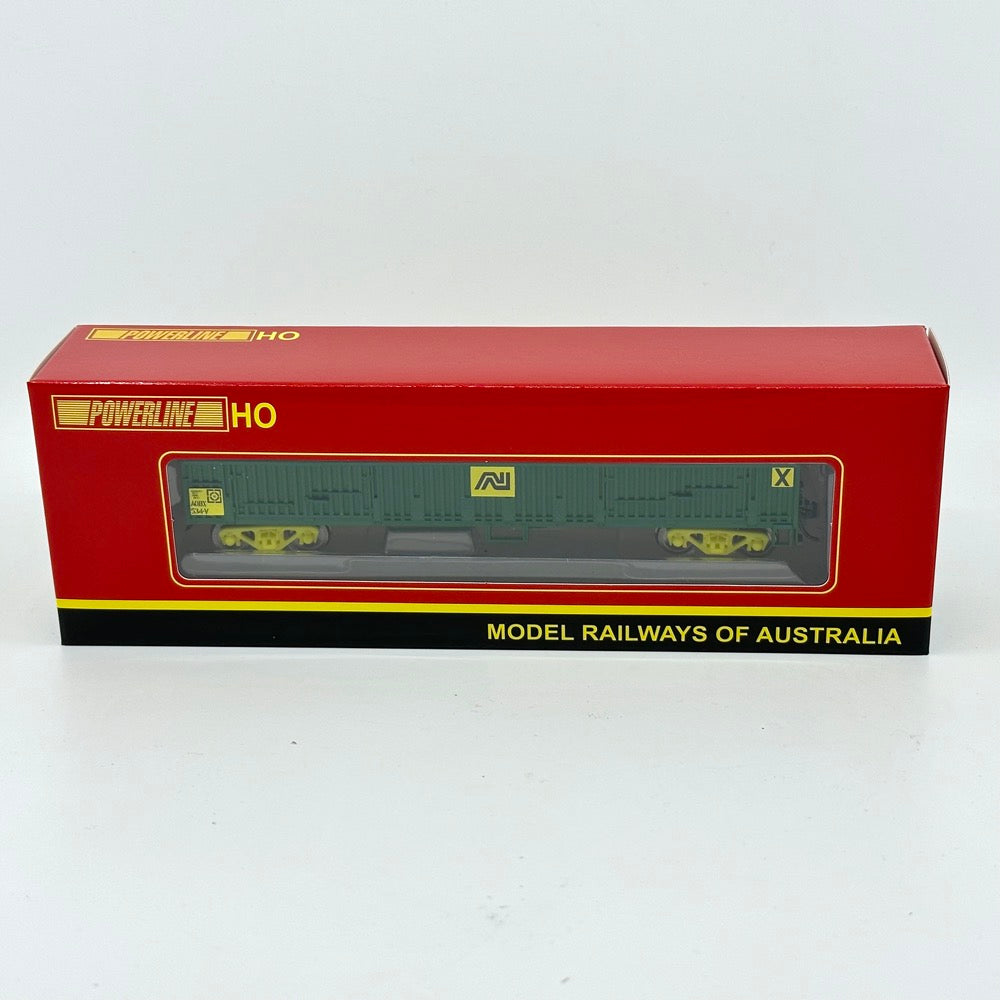 POWERLINE HO
POWERLINE HO
AN
X
MODEL RAILWAYS OF AUSTRALIA